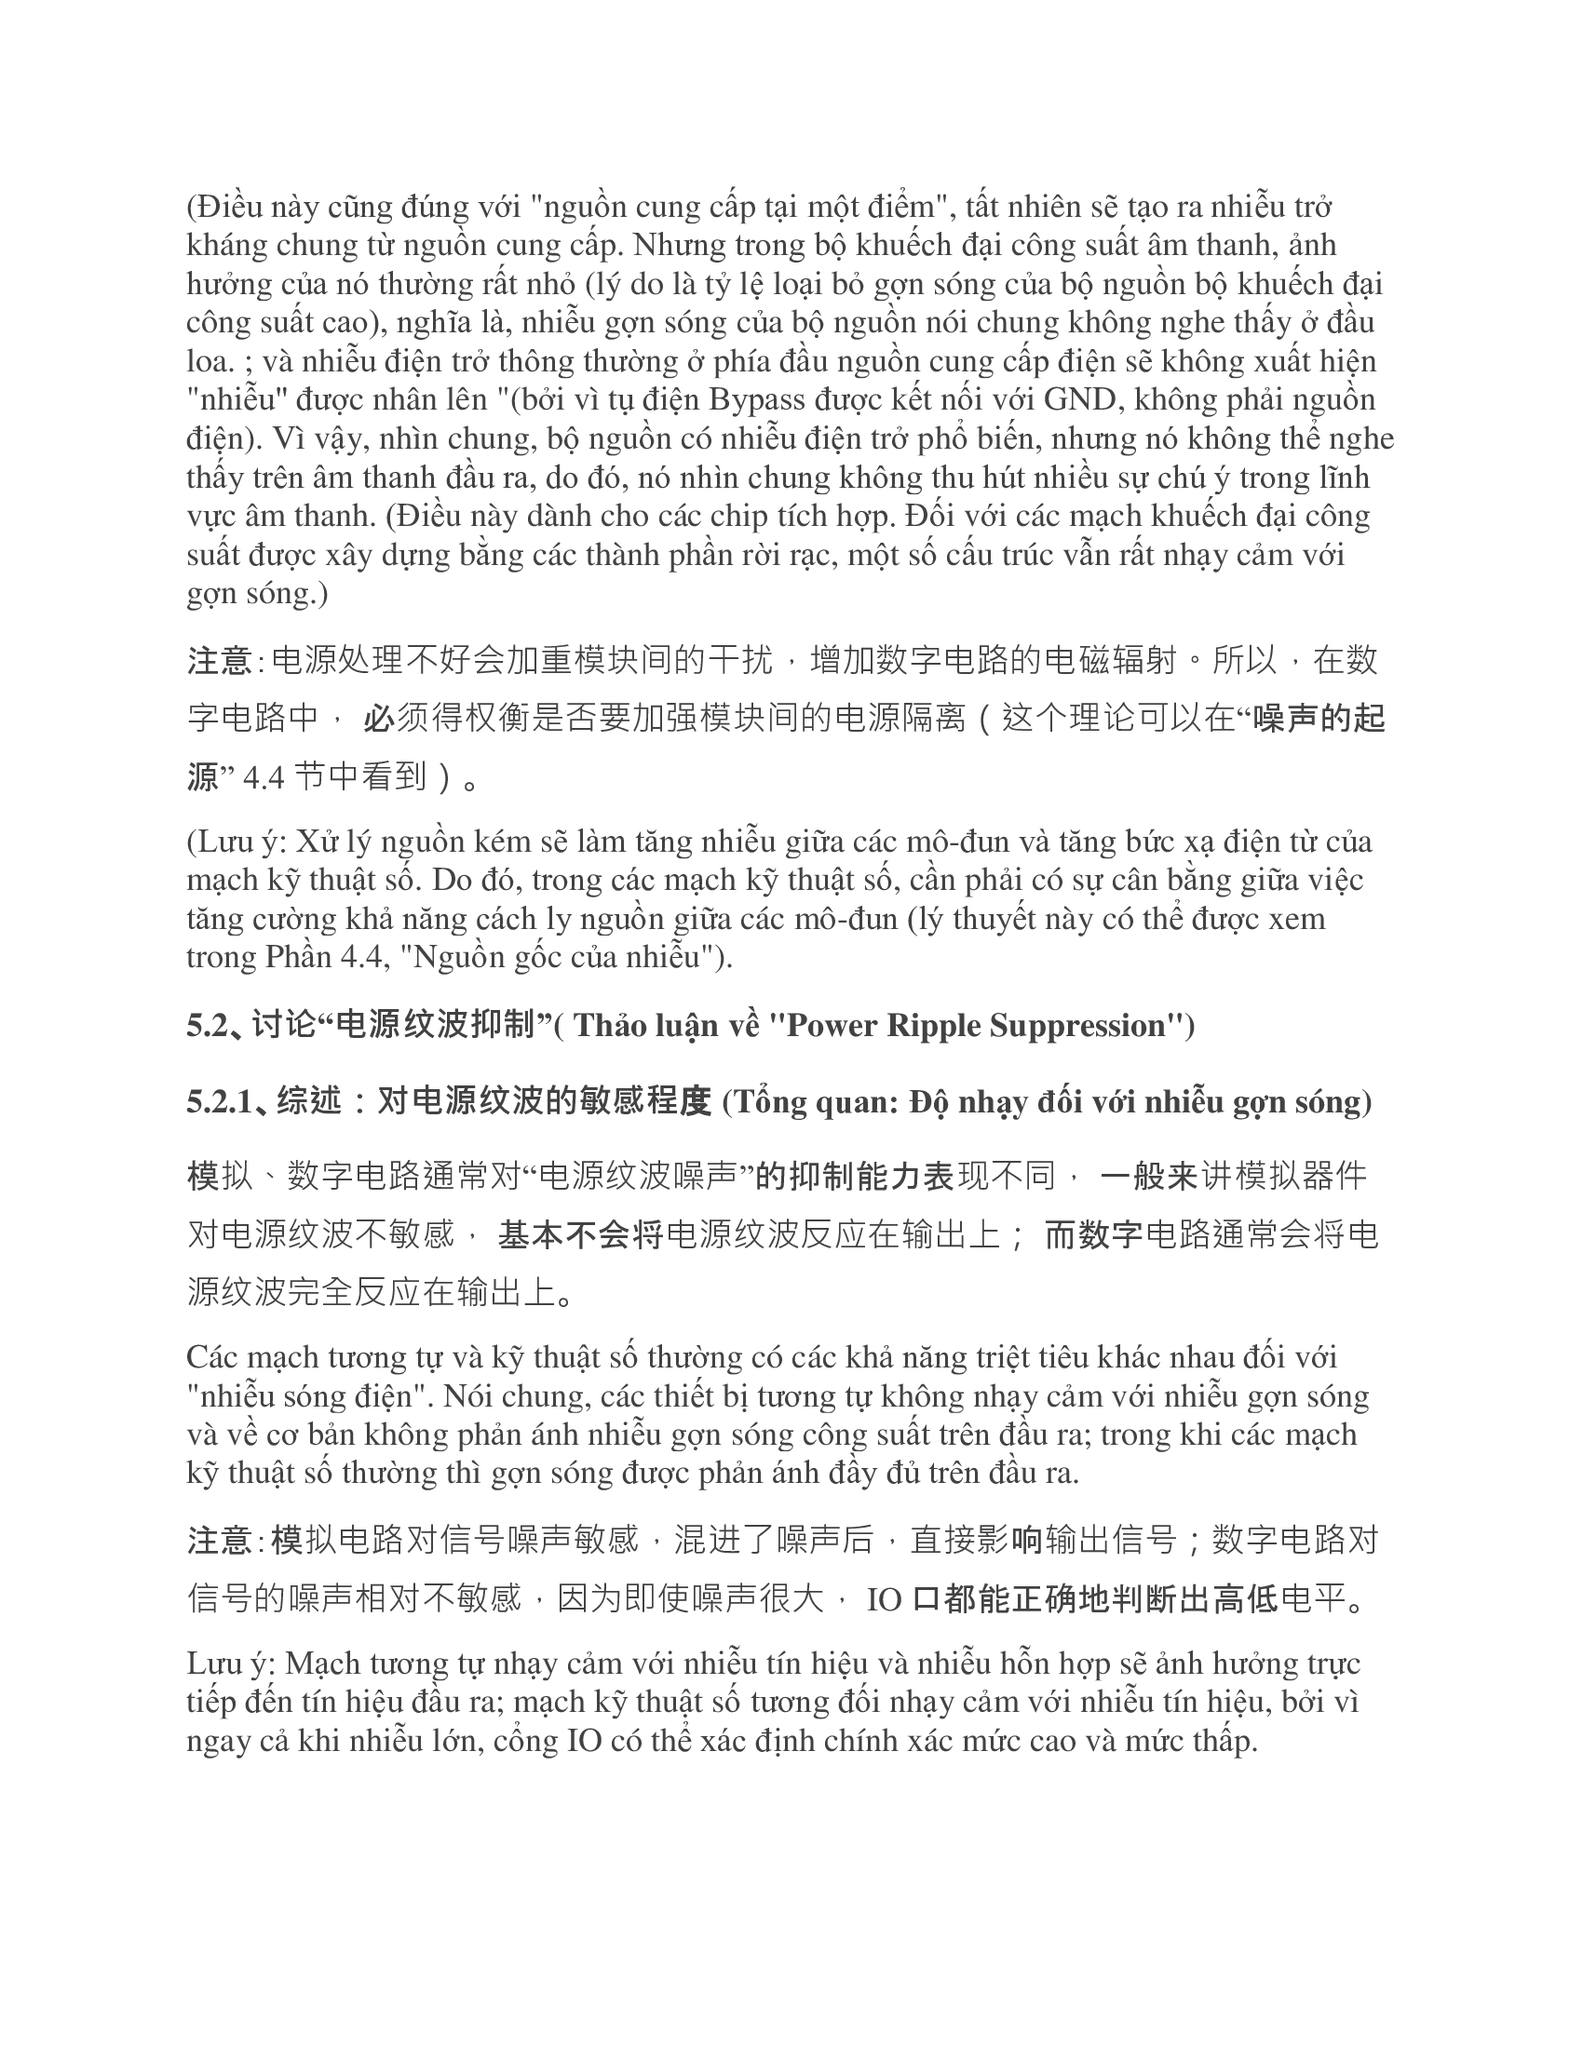 (Điều này cũng đúng với "nguồn cung cấp tại một điểm", tất nhiên sẽ tạo ra nhiễu trở
kháng chung từ nguồn cung cấp. Nhưng trong bộ khuếch đại công suất âm thanh, ảnh
hưởng của nó thường rất nhỏ (lý do là tỷ lệ loại bỏ gợn sóng của bộ nguồn bộ khuếch đại
công suất cao), nghĩa là, nhiễu gợn sóng của bộ nguồn nói chung không nghe thấy ở đầu
loa. ; và nhiễu điện trở thông thường ở phía đầu nguồn cung cấp điện sẽ không xuất hiện
"nhiễu" được nhân lên "(bởi vì tụ điện Bypass được kết nối với GND, không phải nguồn
điện). Vì vậy, nhìn chung, bộ nguồn có nhiễu điện trở phổ biến, nhưng nó không thể nghe
thấy trên âm thanh đầu ra, do đó, nó nhìn chung không thu hút nhiều sự chú ý trong lĩnh
vực âm thanh. (Điều này dành cho các chip tích hợp. Đối với các mạch khuếch đại công
suất được xây dựng bằng các thành phần rời rạc, một số cấu trúc vẫn rất nhạy cảm với
gợn sóng.)
注意：电源处理不好会加重模块间的干扰，增加数字电路的电磁辐射。所以，在数
字电路中， 必须得权衡是否要加强模块间的电源隔离（这个理论可以在“噪声的起
源” 4.4 节中看到）。
(Lưu ý: Xử lý nguồn kém sẽ làm tăng nhiễu giữa các mô-đun và tăng bức xạ điện từ của
mạch kỹ thuật số. Do đó, trong các mạch kỹ thuật số, cần phải có sự cân bằng giữa việc
tăng cường khả năng cách ly nguồn giữa các mô-đun (lý thuyết này có thể được xem
trong Phần 4.4, "Nguồn gốc của nhiễu").
5.2、讨论“电源纹波抑制”( Thảo luận về "Power Ripple Suppression")
5.2.1、综述：对电源纹波的敏感程度 (Tổng quan: Độ nhạy đối với nhiễu gợn sóng)
模拟、数字电路通常对“电源纹波噪声”的抑制能力表现不同， 一般来讲模拟器件
对电源纹波不敏感， 基本不会将电源纹波反应在输出上； 而数字电路通常会将电
源纹波完全反应在输出上。
Các mạch tương tự và kỹ thuật số thường có các khả năng triệt tiêu khác nhau đối với
"nhiễu sóng điện". Nói chung, các thiết bị tương tự không nhạy cảm với nhiễu gợn sóng
và về cơ bản không phản ánh nhiễu gợn sóng công suất trên đầu ra; trong khi các mạch
kỹ thuật số thường thì gợn sóng được phản ánh đầy đủ trên đầu ra.
注意：模拟电路对信号噪声敏感，混进了噪声后，直接影响输出信号；数字电路对
信号的噪声相对不敏感，因为即使噪声很大， IO 口都能正确地判断出高低电平。
Lưu ý: Mạch tương tự nhạy cảm với nhiễu tín hiệu và nhiễu hỗn hợp sẽ ảnh hưởng trực
tiếp đến tín hiệu đầu ra; mạch kỹ thuật số tương đối nhạy cảm với nhiễu tín hiệu, bởi vì
ngay cả khi nhiễu lớn, cổng IO có thể xác định chính xác mức cao và mức thấp.